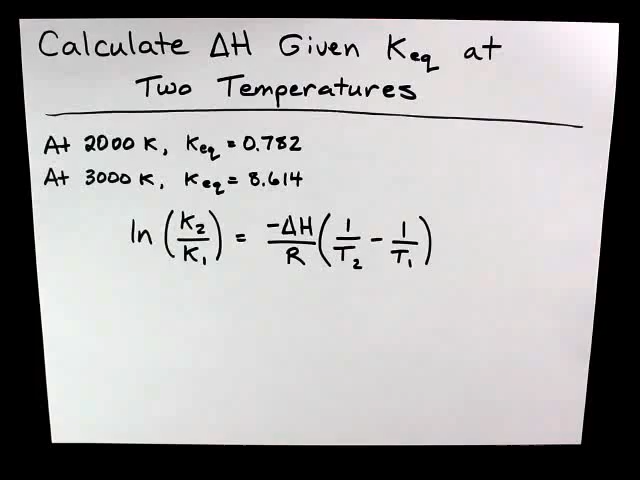 Calculate ΔH Given Keq at
Two Temperatures
At 2000 K, Keq = 0.782
At 3000 K, Keq = 8.614
ln (K2/K1) = -ΔH/R (1/T2 - 1/T1)